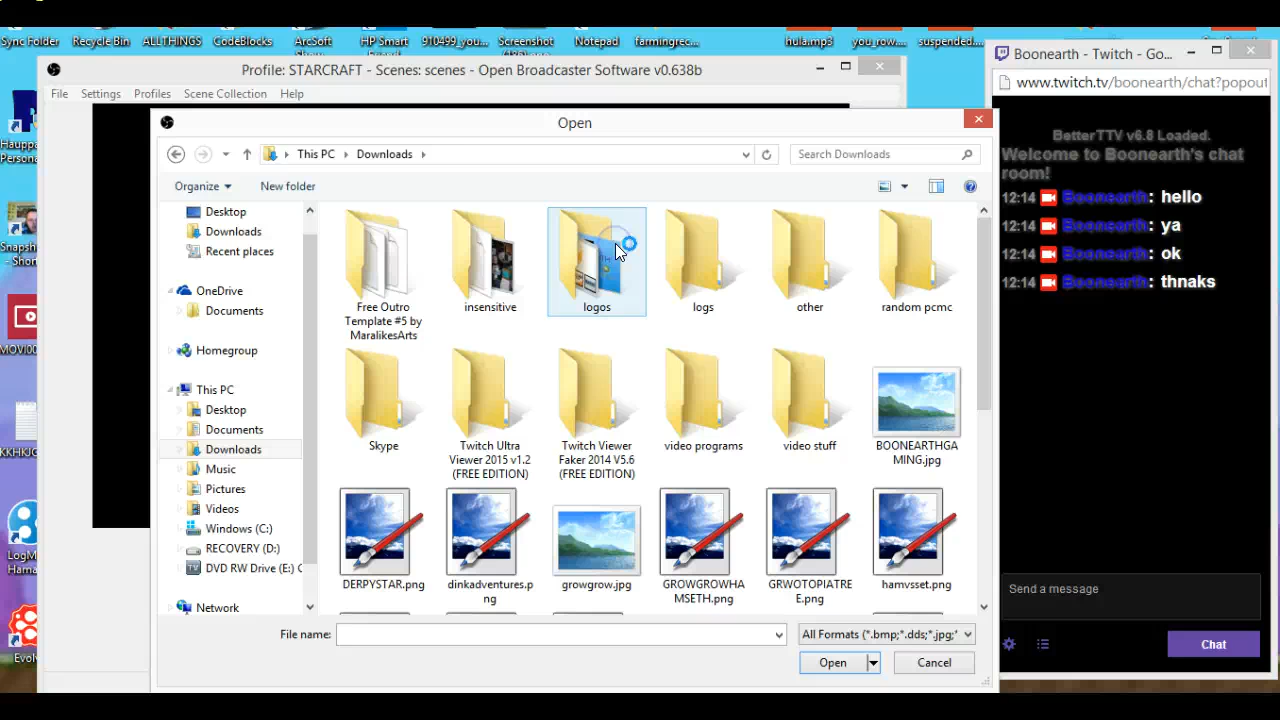 Sync Folder
Recycle Bin
ALLTHINGS
CodeBlocks
ArcSoft
HP Smart
910499_you...
Screenshot
Notepad
farmingrec...
hula.mp3
you_row....
suspended....
Profile: STARCRAFT - Scenes: scenes - Open Broadcaster Software v0.638b
File Settings Profiles Scene Collection Help
Open
This PC Downloads
Search Downloads
Organize New folder
Desktop
Downloads
Recent places
OneDrive
Documents
Homegroup
This PC
Desktop
Documents
Downloads
Music
Pictures
Videos
Windows (C:)
RECOVERY (D:)
DVD RW Drive (E:) C
Network
Free Outro
Template #5 by
MaralikesArts
insensitive
logos
logs
other
random pcmc
Skype
Twitch Ultra
Viewer 2015 v1.2
(FREE EDITION)
Twitch Viewer
Faker 2014 V5.6
(FREE EDITION)
video programs
video stuff
BOONEARTHGA
MING.jpg
DERPYSTAR.png
dinkadventures.p
ng
growgrow.jpg
GROWGROWHA
MSETH.png
GRWOTOPIATRE
E.png
hamvsset.png
File name:
All Formats (*.bmp;*.dds;*.jpg;*
Open
Cancel
Boonearth - Twitch - Go...
www.twitch.tv/boonearth/chat?popout
BetterTTV v6.8 Loaded.
Welcome to Boonearth's chat
room!
12:14 Boonearth: hello
12:14 Boonearth: ya
12:14 Boonearth: ok
12:14 Boonearth: thnaks
Send a message
Chat